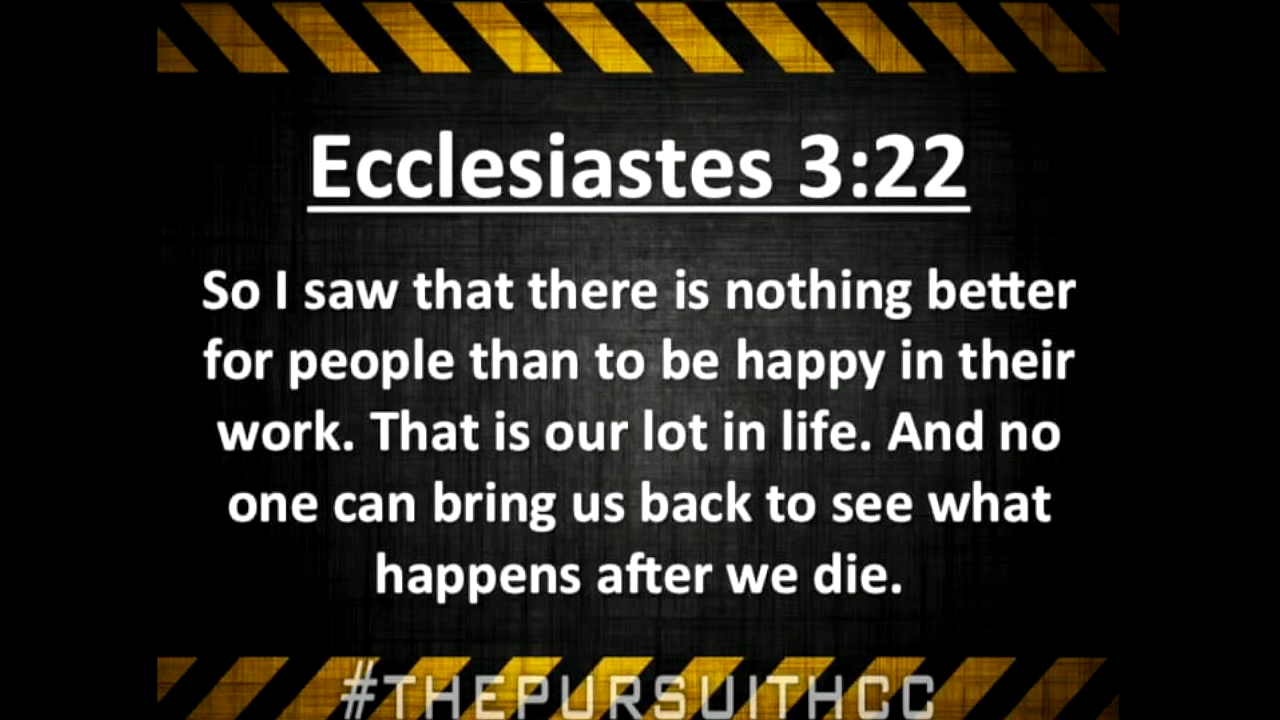 Ecclesiastes 3:22
So I saw that there is nothing better
for people than to be happy in their
work. That is our lot in life. And no
one can bring us back to see what
happens after we die.
#THEPURSUITHCC